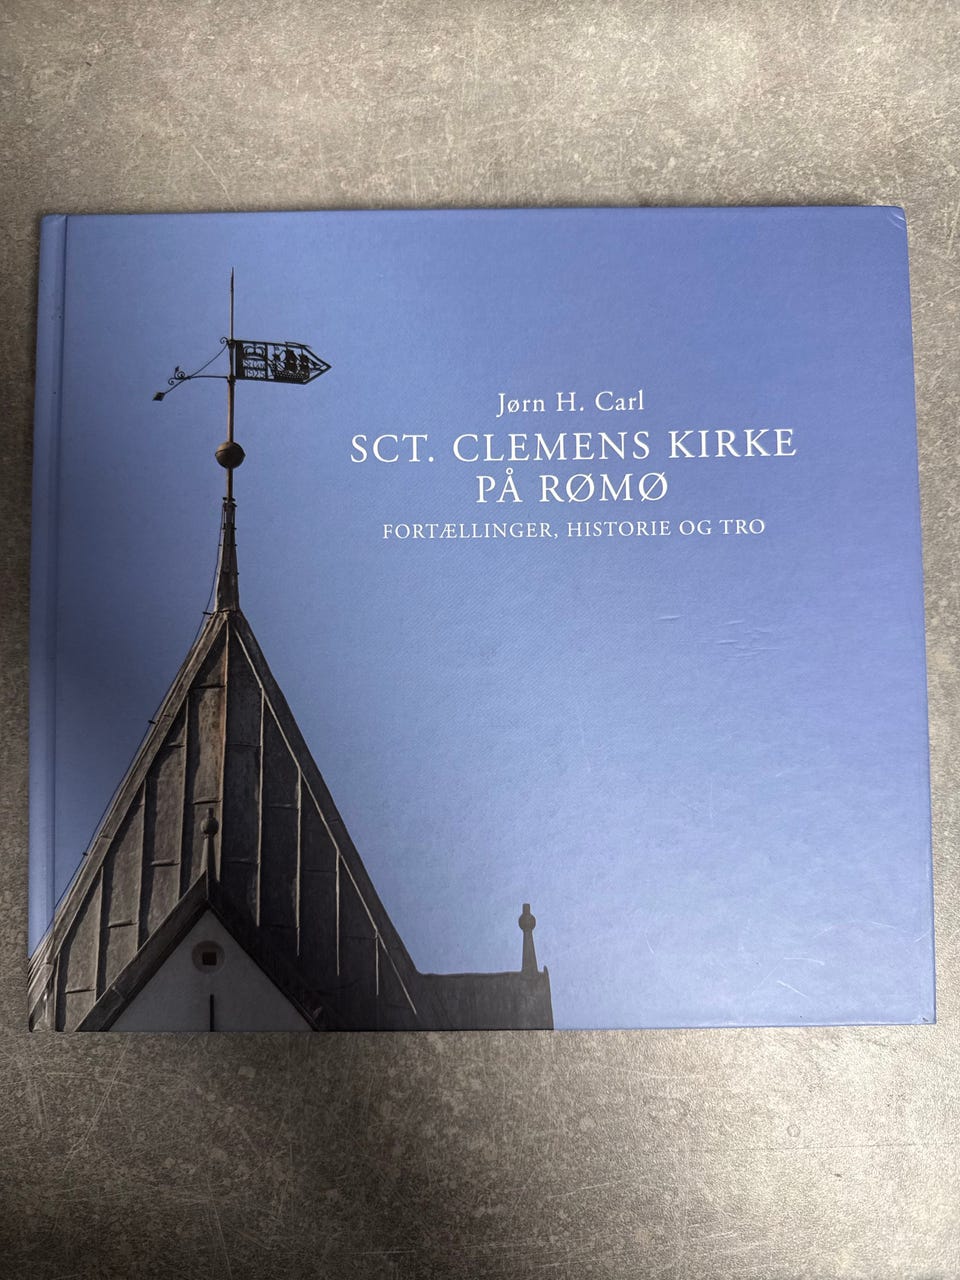 Jørn H. Carl
SCT. CLEMENS KIRKE
PÅ RØMØ
FORTÆLLINGER, HISTORIE OG TRO